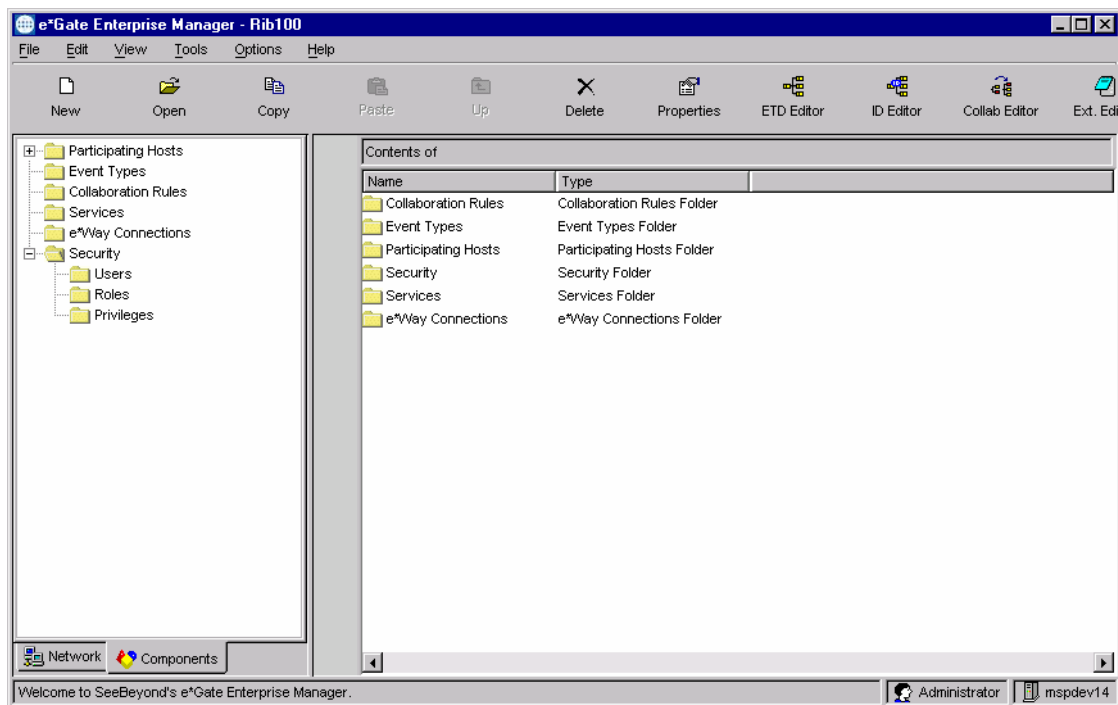 e*Gate Enterprise Manager - Rib100
File Edit View Tools Options Help
New Open Copy Paste Up Delete Properties ETD Editor ID Editor Collab Editor Ext. Edi
Participating Hosts
Event Types
Collaboration Rules
Services
e*Way Connections
Security
Users
Roles
Privileges
Contents of
Name Type
Collaboration Rules Collaboration Rules Folder
Event Types Event Types Folder
Participating Hosts Participating Hosts Folder
Security Security Folder
Services Services Folder
e*Way Connections e*Way Connections Folder
Network Components
Welcome to SeeBeyond's e*Gate Enterprise Manager. Administrator mspdev14